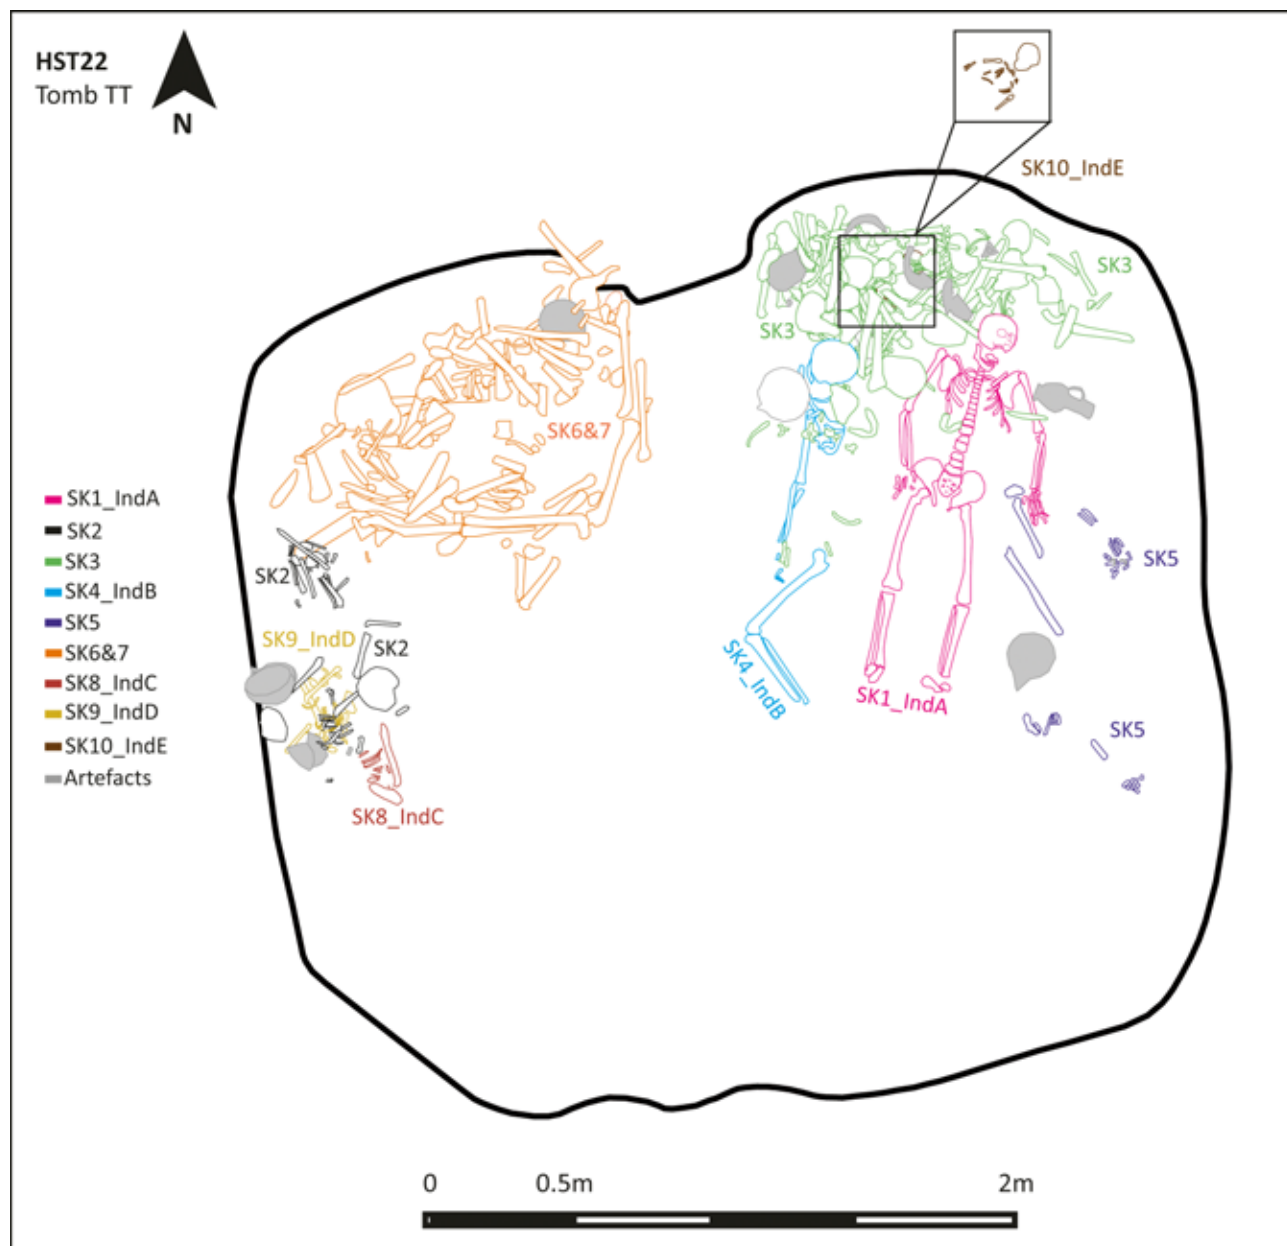 HST22
Tomb TT
N
SK10_IndE
SK3
SK3
SK6&7
SK1_IndA
SK2
SK3
SK4_IndB
SK5
SK6&7
SK8_IndC
SK9_IndD
SK10_IndE
Artefacts
SK2
SK5
SK9_IndD
SK2
SK4_IndB
SK1_IndA
SK5
SK8_IndC
0 0.5m 2m